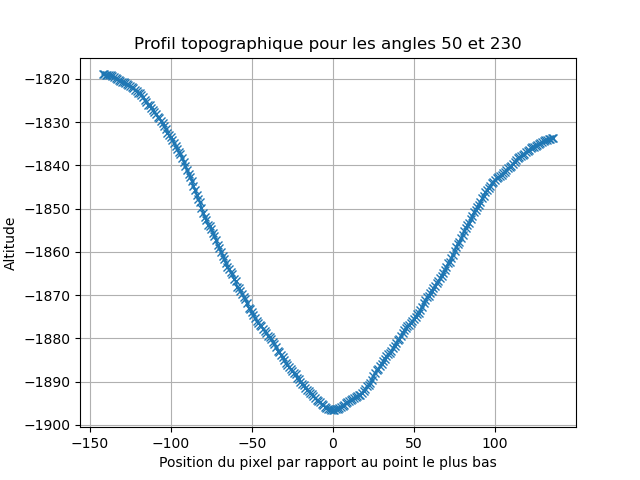 Profil topographique pour les angles 50 et 230
−1820
−1830
−1840
−1850
−1860
−1870
−1880
−1890
−1900
Altitude
−150 −100 −50 0 50 100
Position du pixel par rapport au point le plus bas